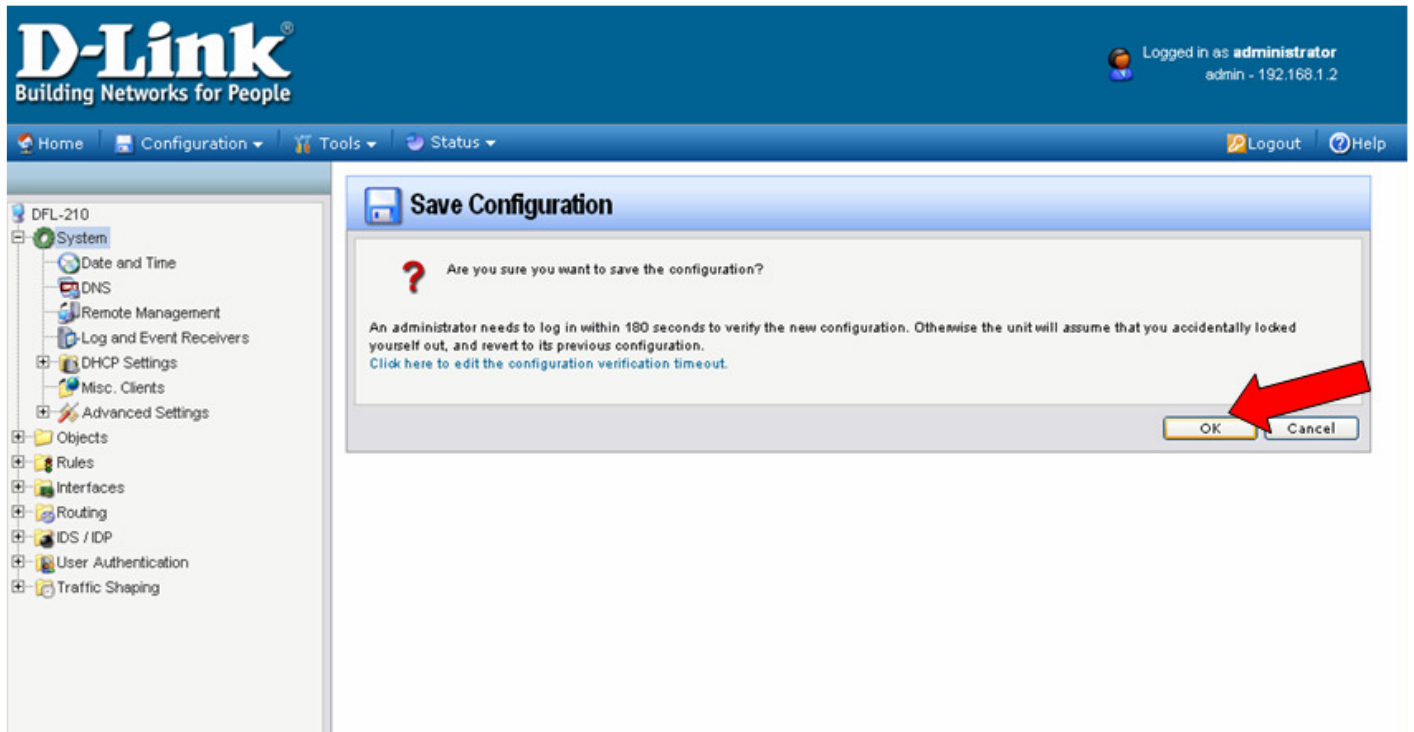 D-Link®
Building Networks for People
Logged in as administrator
admin - 192.168.1.2
Home Configuration Tools Status Logout Help
DFL-210
System
Date and Time
DNS
Remote Management
Log and Event Receivers
DHCP Settings
Misc. Clients
Advanced Settings
Objects
Rules
Interfaces
Routing
IDS / IDP
User Authentication
Traffic Shaping
Save Configuration
Are you sure you want to save the configuration?
An administrator needs to log in within 180 seconds to verify the new configuration. Otherwise the unit will assume that you accidentally locked
yourself out, and revert to its previous configuration.
Click here to edit the configuration verification timeout.
OK Cancel